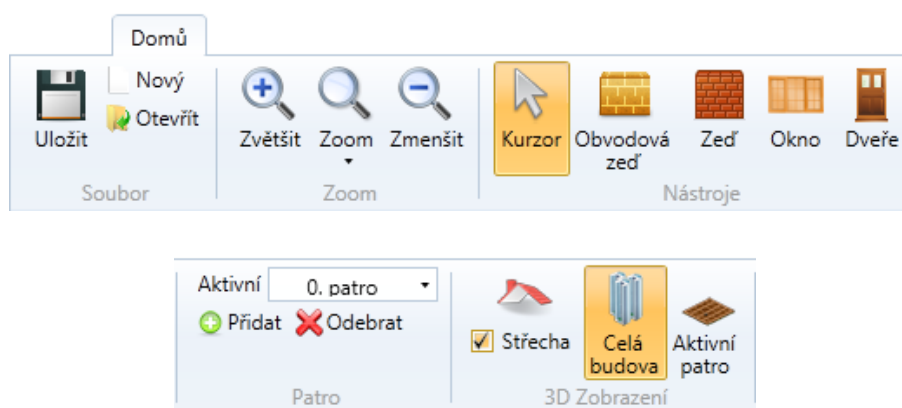 Domů
Uložit
Nový
Otevřít
Soubor
Zvětšit
Zoom
Zmenšit
Zoom
Kurzor
Obvodová
zeď
Zeď
Okno
Dveře
Nástroje
Aktivní
0. patro
Přidat
Odebrat
Patro
Střecha
Celá
budova
Aktivní
patro
3D Zobrazení